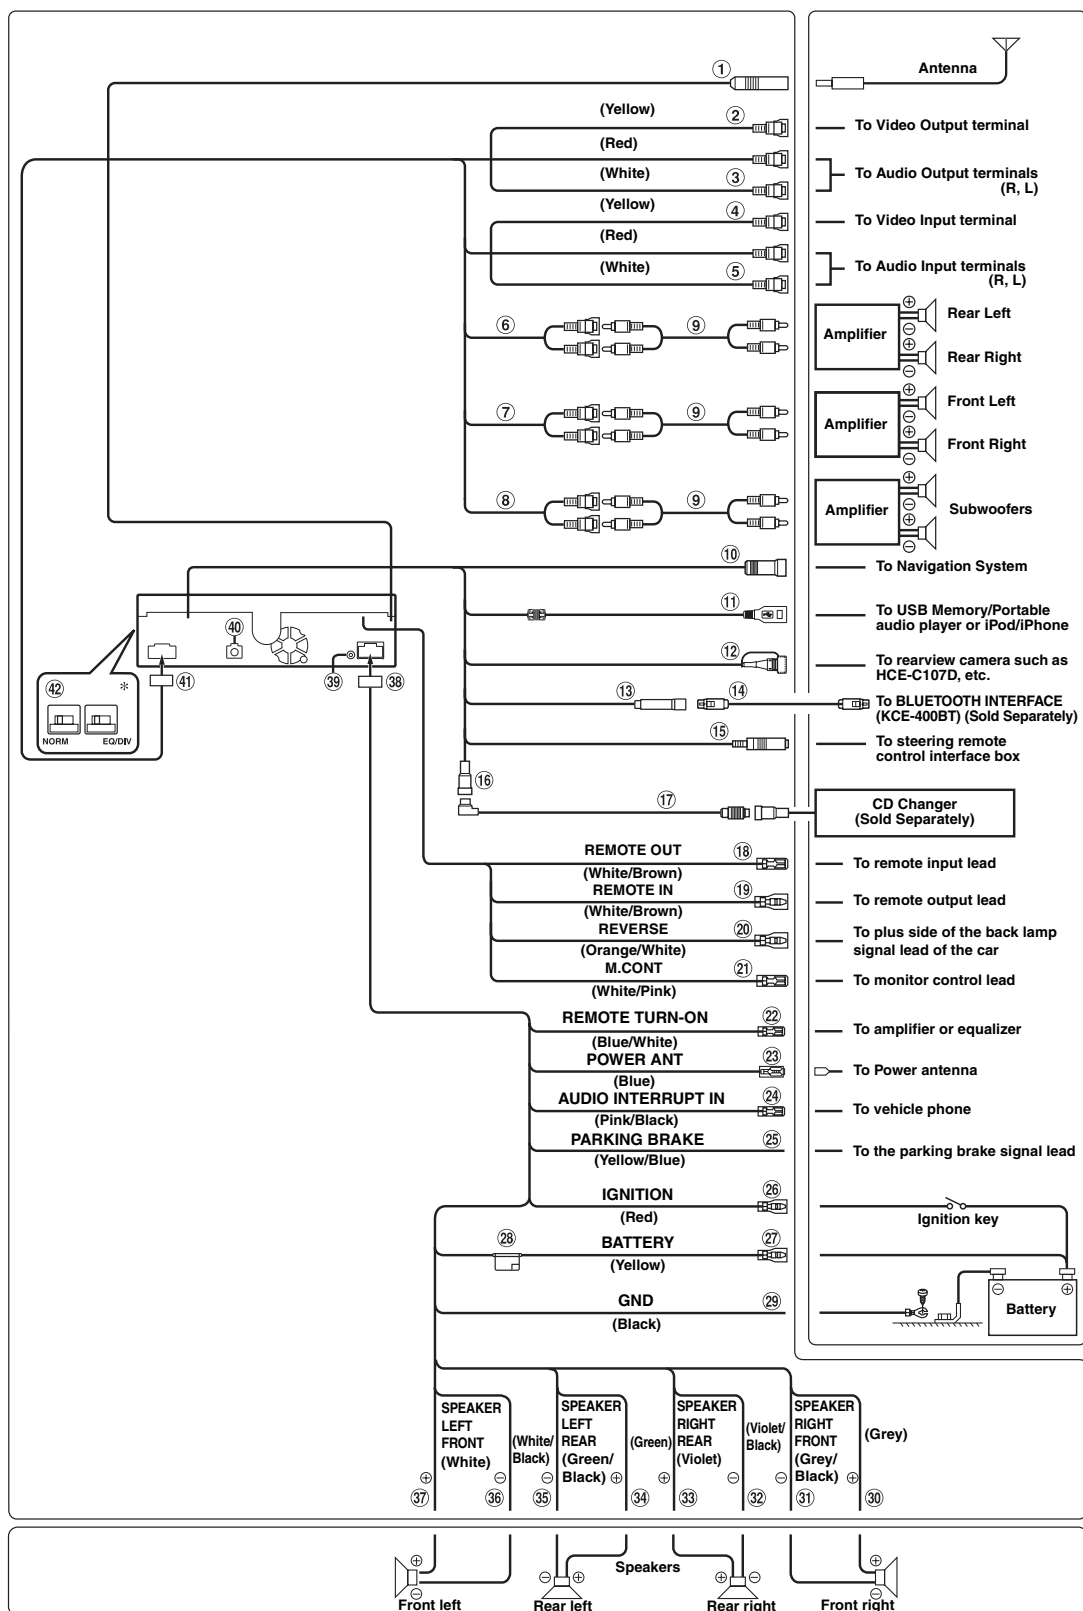 ① Antenna
(Yellow) ② To Video Output terminal
(Red)
(White) ③ To Audio Output terminals
(R, L)
(Yellow) ④ To Video Input terminal
(Red)
(White) ⑤ To Audio Input terminals
(R, L)
⑥ ⑨ Amplifier
⊕ Rear Left
⊖
⊕ Rear Right
⊖
⑦ ⑨ Amplifier
⊕ Front Left
⊖
⊕ Front Right
⊖
⑧ ⑨ Amplifier
⊕
⊖ Subwoofers
⊕
⊖
⑩ To Navigation System
⑪ To USB Memory/Portable
audio player or iPod/iPhone
⑫ To rearview camera such as
HCE-C107D, etc.
⑬ ⑭ To BLUETOOTH INTERFACE
(KCE-400BT) (Sold Separately)
⑮ To steering remote
control interface box
㊵
㊶ ㊴ ㊳
㊷ *
NORM EQ/DIV
⑯
⑰ CD Changer
(Sold Separately)
REMOTE OUT ⑱ To remote input lead
(White/Brown)
REMOTE IN ⑲ To remote output lead
(White/Brown)
REVERSE ⑳ To plus side of the back lamp
signal lead of the car
(Orange/White)
M.CONT ㉑ To monitor control lead
(White/Pink)
REMOTE TURN-ON ㉒ To amplifier or equalizer
(Blue/White)
POWER ANT ㉓ To Power antenna
(Blue)
AUDIO INTERRUPT IN ㉔ To vehicle phone
(Pink/Black)
PARKING BRAKE ㉕ To the parking brake signal lead
(Yellow/Blue)
IGNITION ㉖
(Red)
Ignition key
㉘ BATTERY ㉗
(Yellow)
GND ㉙
(Black)
⊖ ⊕
Battery
SPEAKER
LEFT
FRONT
(White)
⊕ ㊲
(White/
Black)
⊖ ㊱
SPEAKER
LEFT
REAR
(Green/
Black)
⊖ ㉟
(Green)
⊕ ㉞
SPEAKER
RIGHT
REAR
(Violet)
⊕ ㉝
(Violet/
Black)
⊖ ㉜
SPEAKER
RIGHT
FRONT
(Grey/
Black)
⊖ ㉛
(Grey)
⊕ ㉚
Speakers
⊕ ⊖ Front left
⊖ ⊕ Rear left
⊕ ⊖ Rear right
⊕ ⊖ Front right